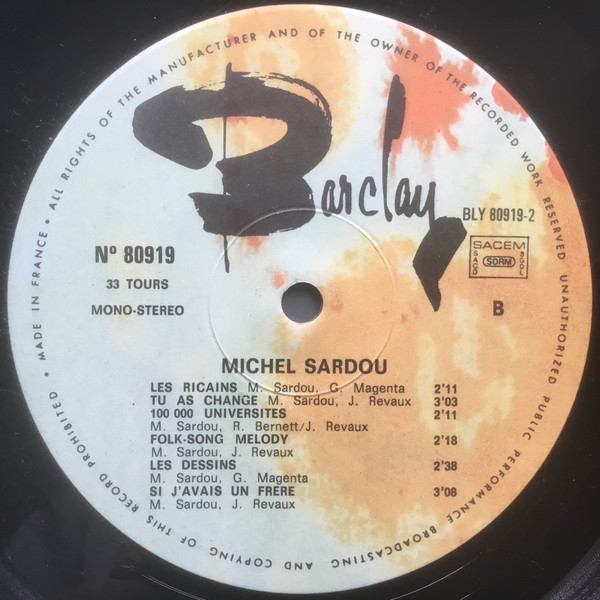 • MADE IN FRANCE • ALL RIGHTS OF THE MANUFACTURER AND OF THE OWNER OF THE RECORDED WORK RESERVED UNAUTHORIZED PUBLIC PERFORMANCE BROADCASTING AND COPYING OF THIS RECORD PROHIBITED
Barclay
BLY 80919-2
SACEM
SACD SDRM SGDL
Nº 80919
33 TOURS
MONO-STEREO
B
MICHEL SARDOU
LES RICAINS M. Sardou, G. Magenta 2'11
TU AS CHANGE M. Sardou, J. Revaux 3'03
100 000 UNIVERSITES 2'11
M. Sardou, R. Bernett/J. Revaux
FOLK-SONG MELODY 2'18
M. Sardou, J. Revaux
LES DESSINS 2'38
M. Sardou, G. Magenta
SI J'AVAIS UN FRERE 3'08
M. Sardou, J. Revaux